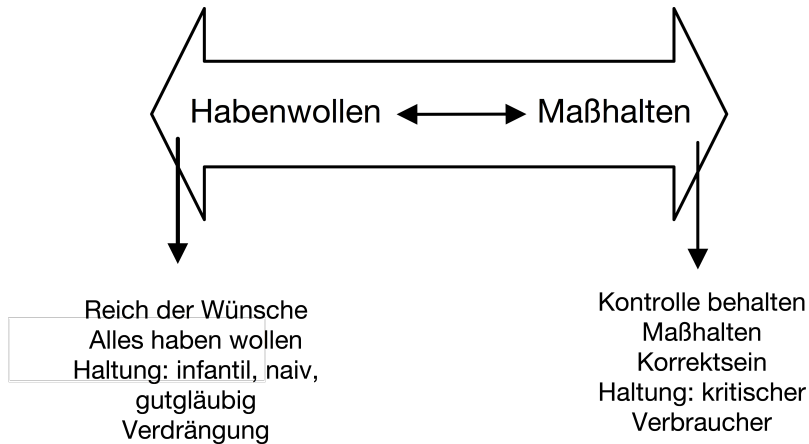 Habenwollen
Maßhalten
Reich der Wünsche
Alles haben wollen
Haltung: infantil, naiv,
gutgläubig
Verdrängung
Kontrolle behalten
Maßhalten
Korrektsein
Haltung: kritischer
Verbraucher